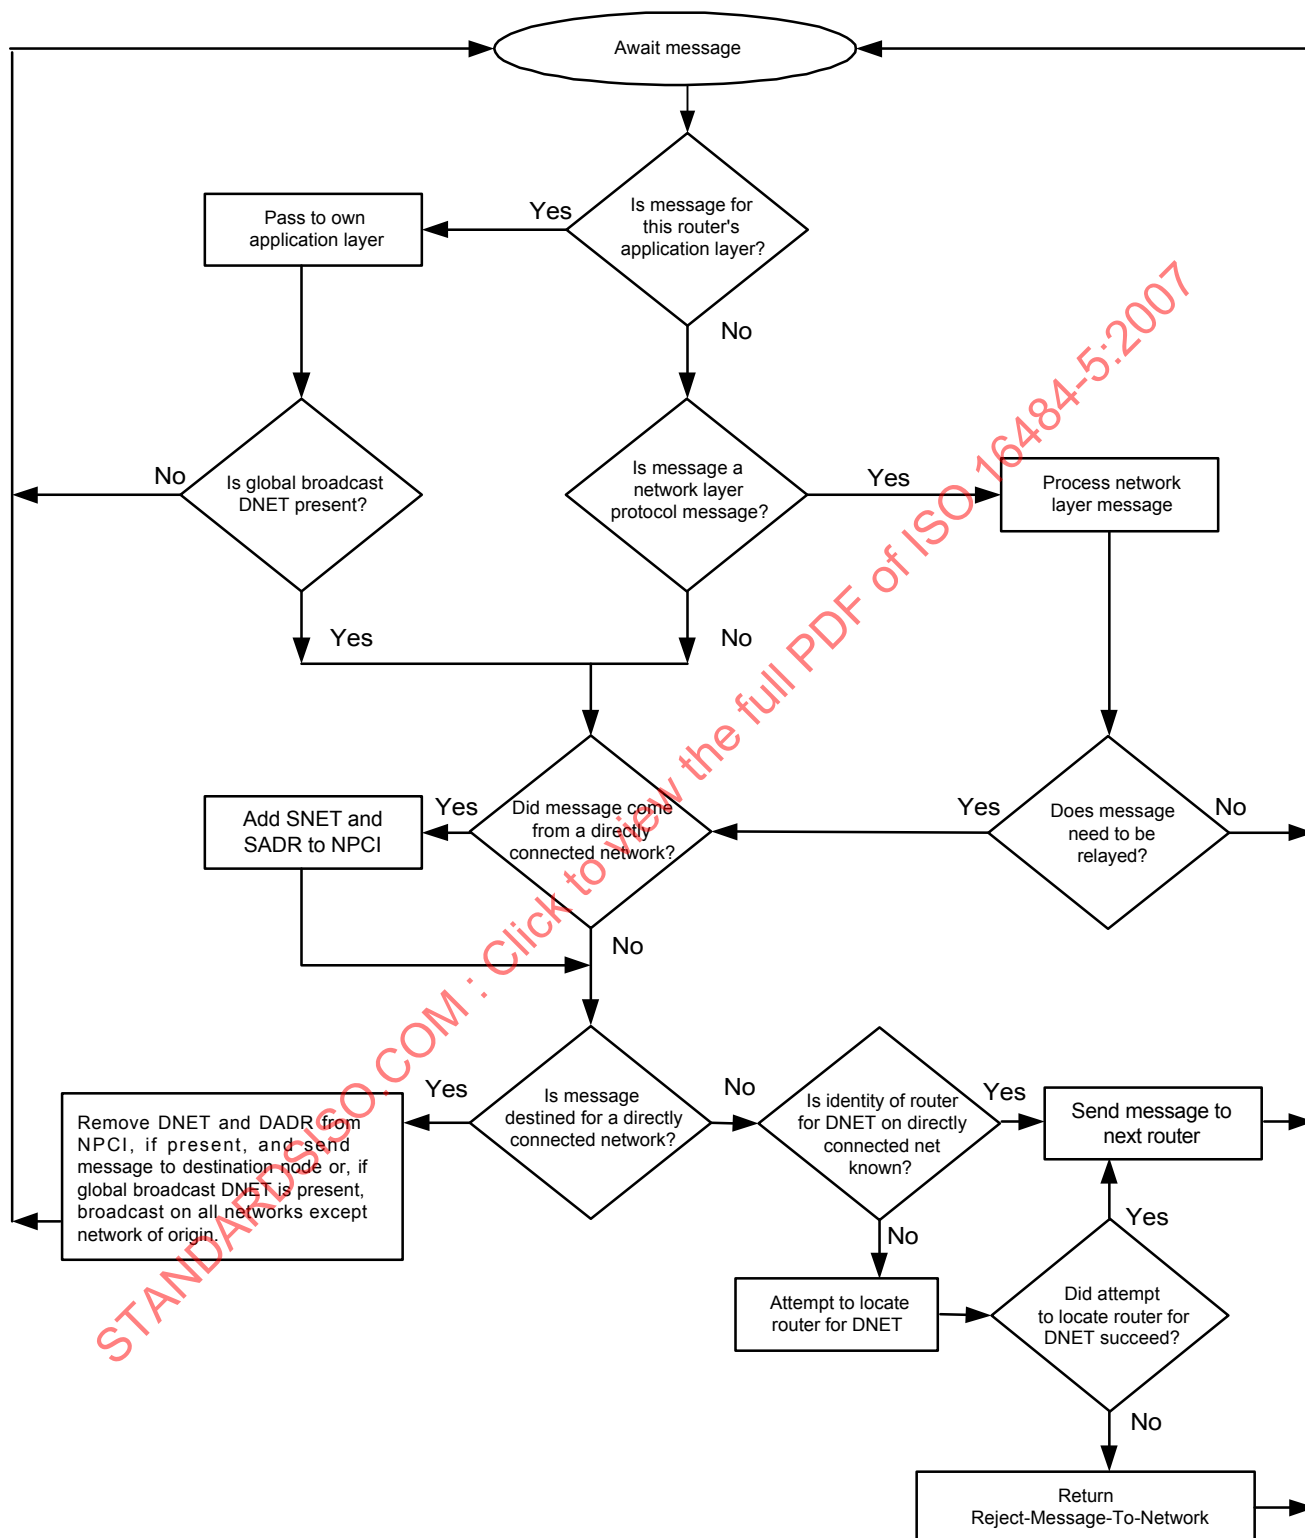 Await message
Is message for
this router's
application layer?
Yes
Pass to own
application layer
No
Is global broadcast
DNET present?
No
Yes
Is message a
network layer
protocol message?
Yes
Process network
layer message
No
Did message come
from a directly
connected network?
Yes
Add SNET and
SADR to NPCI
No
Does message
need to be
relayed?
Yes
No
Is message
destined for a directly
connected network?
Yes
Remove DNET and DADR from
NPCI, if present, and send
message to destination node or, if
global broadcast DNET is present,
broadcast on all networks except
network of origin.
No
Is identity of router
for DNET on directly
connected net
known?
Yes
Send message to
next router
No
Attempt to locate
router for DNET
Did attempt
to locate router for
DNET succeed?
Yes
No
Return
Reject-Message-To-Network
STANDARDSISO.COM : Click to view the full PDF of ISO 16484-5:2007